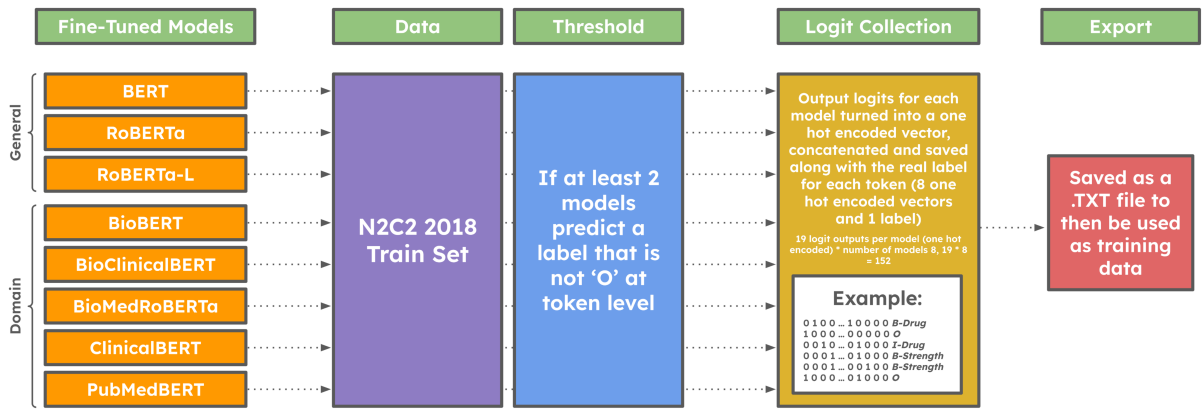 Fine-Tuned Models
Data
Threshold
Logit Collection
Export
General
BERT
RoBERTa
RoBERTa-L
Domain
BioBERT
BioClinicalBERT
BioMedRoBERTa
ClinicalBERT
PubMedBERT
N2C2 2018
Train Set
If at least 2
models
predict a
label that is
not ‘O’ at
token level
Output logits for each
model turned into a one
hot encoded vector,
concatenated and saved
along with the real label
for each token (8 one
hot encoded vectors
and 1 label)
19 logit outputs per model (one hot
encoded) * number of models 8, 19 * 8
= 152
Example:
0 1 0 0 ... 1 0 0 0 0 B-Drug
1 0 0 0 ... 0 0 0 0 0 O
0 0 1 0 ... 0 1 0 0 0 I-Drug
0 0 0 1 ... 0 1 0 0 0 B-Strength
0 0 0 1 ... 0 0 1 0 0 B-Strength
1 0 0 0 ... 0 1 0 0 0 O
Saved as a
.TXT file to
then be used
as training
data